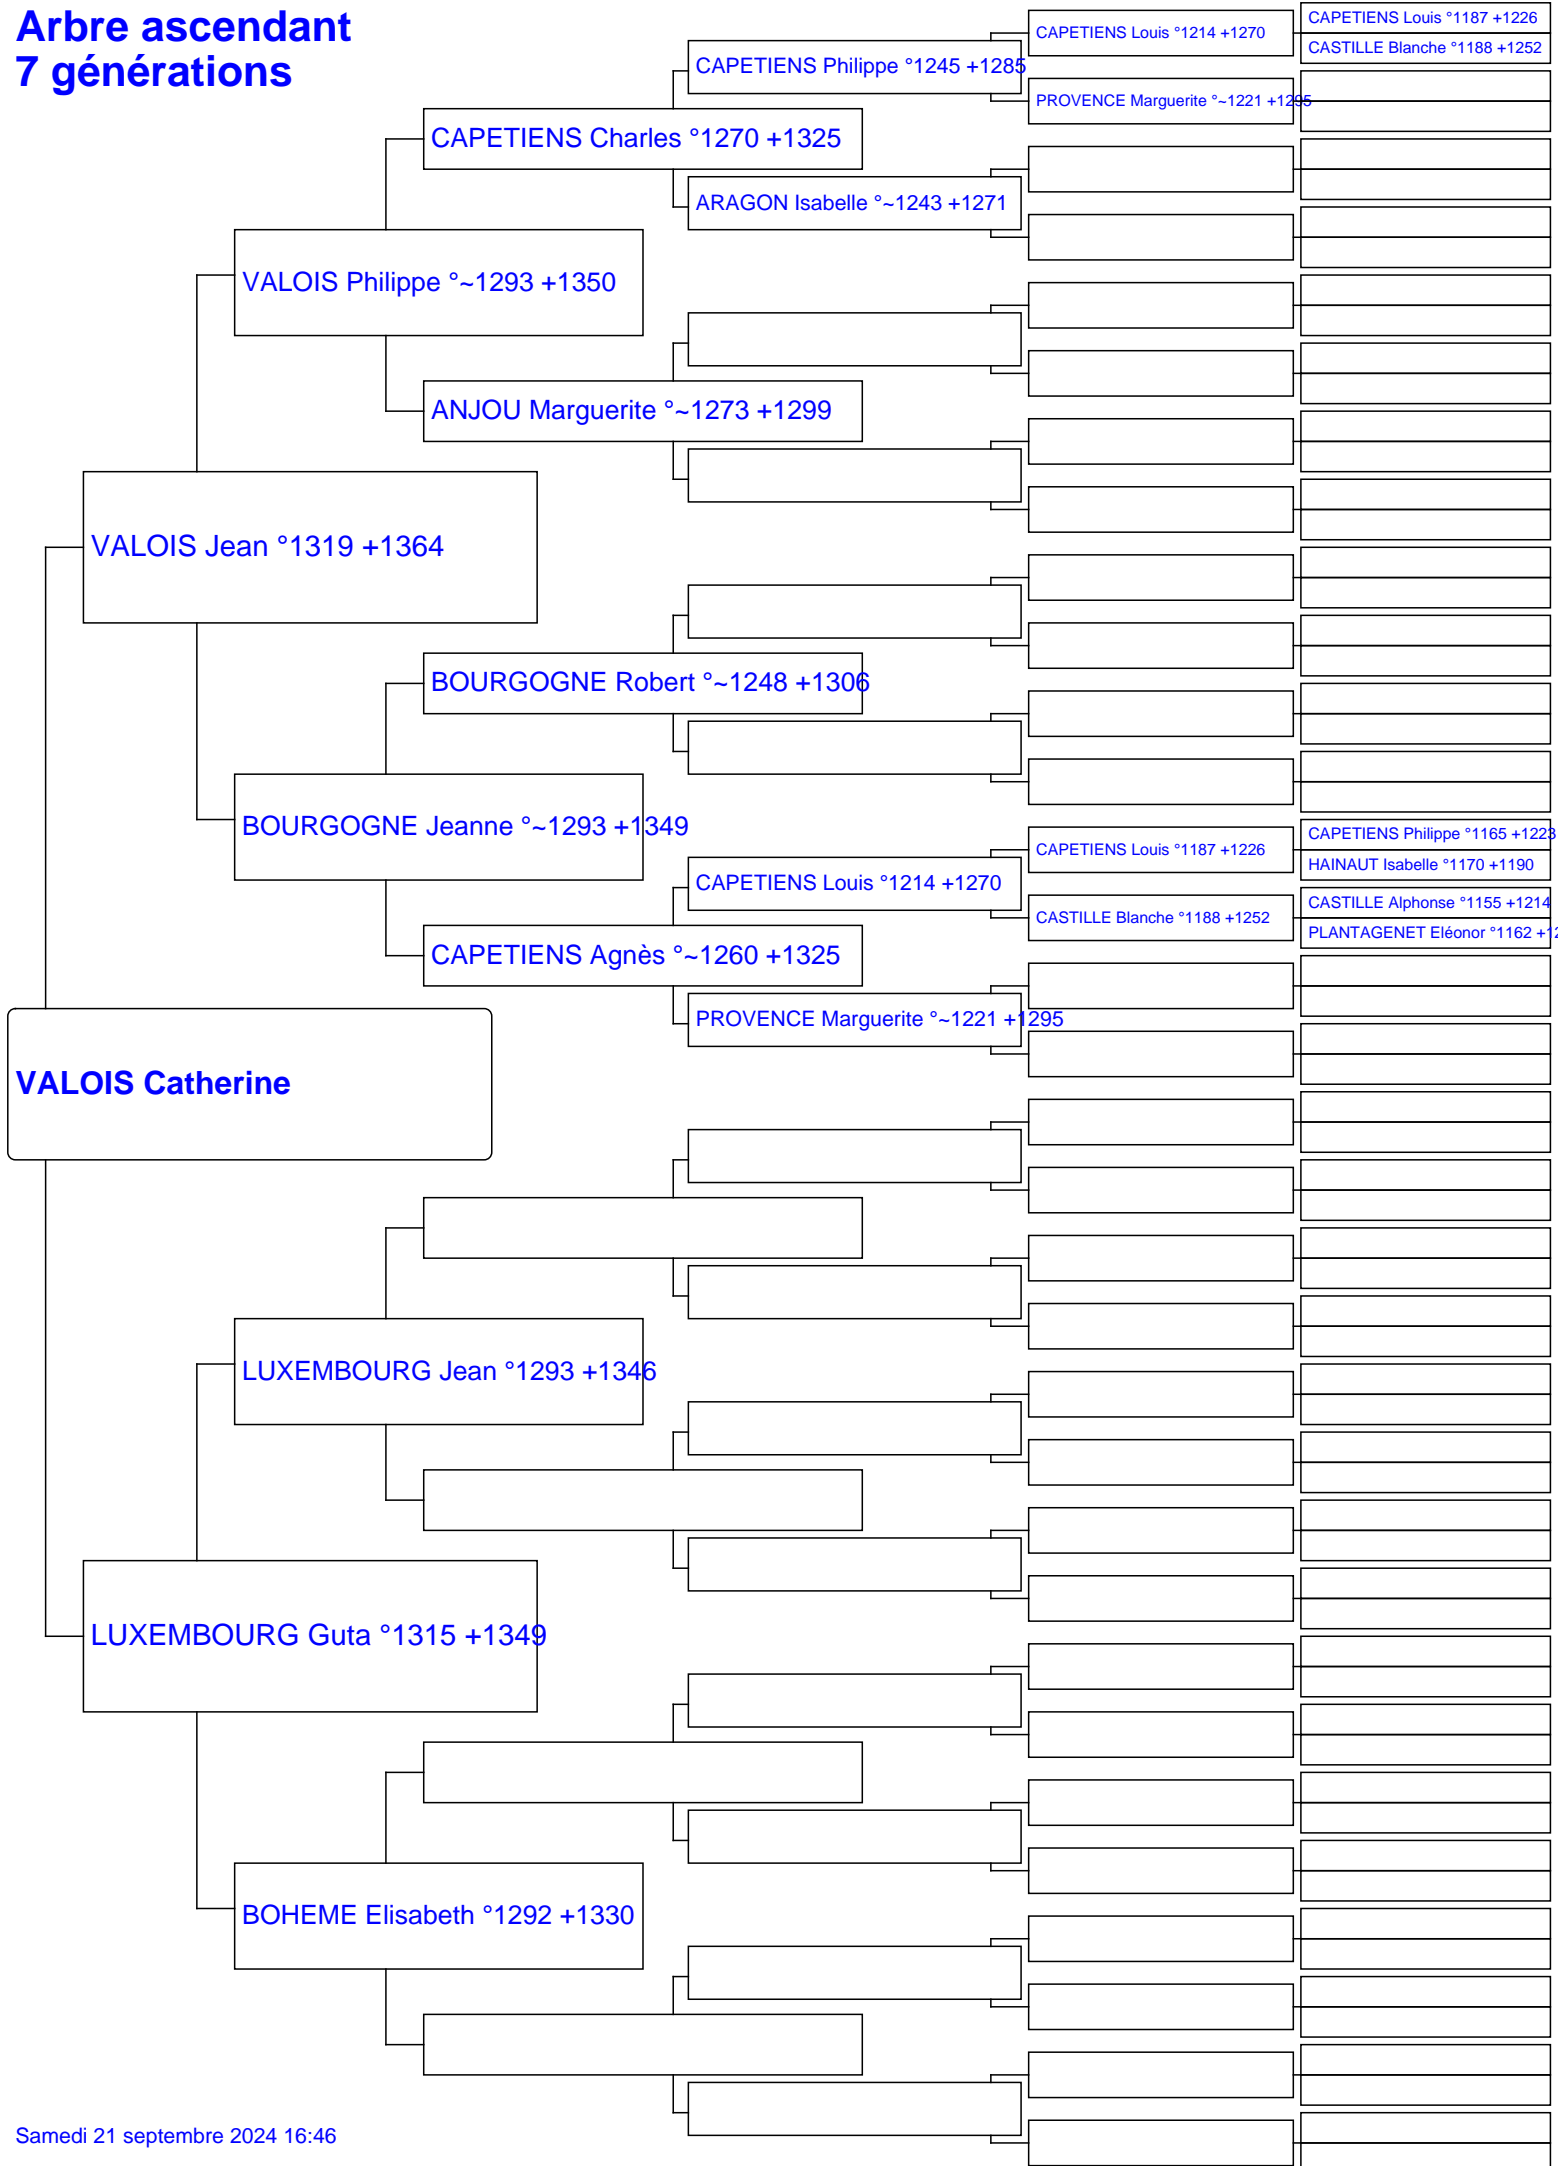 Arbre ascendant
7 générations
CAPETIENS Louis °1187 +1226
CAPETIENS Louis °1214 +1270
CASTILLE Blanche °1188 +1252
CAPETIENS Philippe °1245 +1285
PROVENCE Marguerite °~1221 +1295
CAPETIENS Charles °1270 +1325
ARAGON Isabelle °~1243 +1271
VALOIS Philippe °~1293 +1350
ANJOU Marguerite °~1273 +1299
VALOIS Jean °1319 +1364
BOURGOGNE Robert °~1248 +1306
BOURGOGNE Jeanne °~1293 +1349
CAPETIENS Philippe °1165 +1223
CAPETIENS Louis °1187 +1226
HAINAUT Isabelle °1170 +1190
CAPETIENS Louis °1214 +1270
CASTILLE Alphonse °1155 +1214
CASTILLE Blanche °1188 +1252
PLANTAGENET Eléonor °1162
CAPETIENS Agnès °~1260 +1325
PROVENCE Marguerite °~1221 +1295
VALOIS Catherine
LUXEMBOURG Jean °1293 +1346
LUXEMBOURG Guta °1315 +1349
BOHEME Elisabeth °1292 +1330
Samedi 21 septembre 2024 16:46